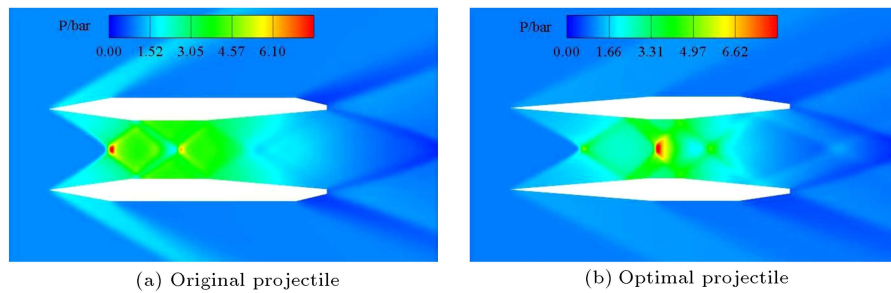 P/bar
0.00 1.52 3.05 4.57 6.10
P/bar
0.00 1.66 3.31 4.97 6.62
(a) Original projectile
(b) Optimal projectile